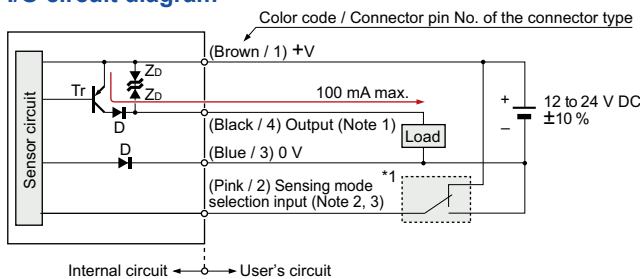 Color code / Connector pin No. of the connector type
(Brown / 1) +V
ZD
Tr
ZD
100 mA max.
+
12 to 24 V DC
±10 %
–
D
(Black / 4) Output (Note 1)
Load
Sensor circuit
D
(Blue / 3) 0 V
(Pink / 2) Sensing mode
selection input (Note 2, 3)
*1
Internal circuit
User's circuit